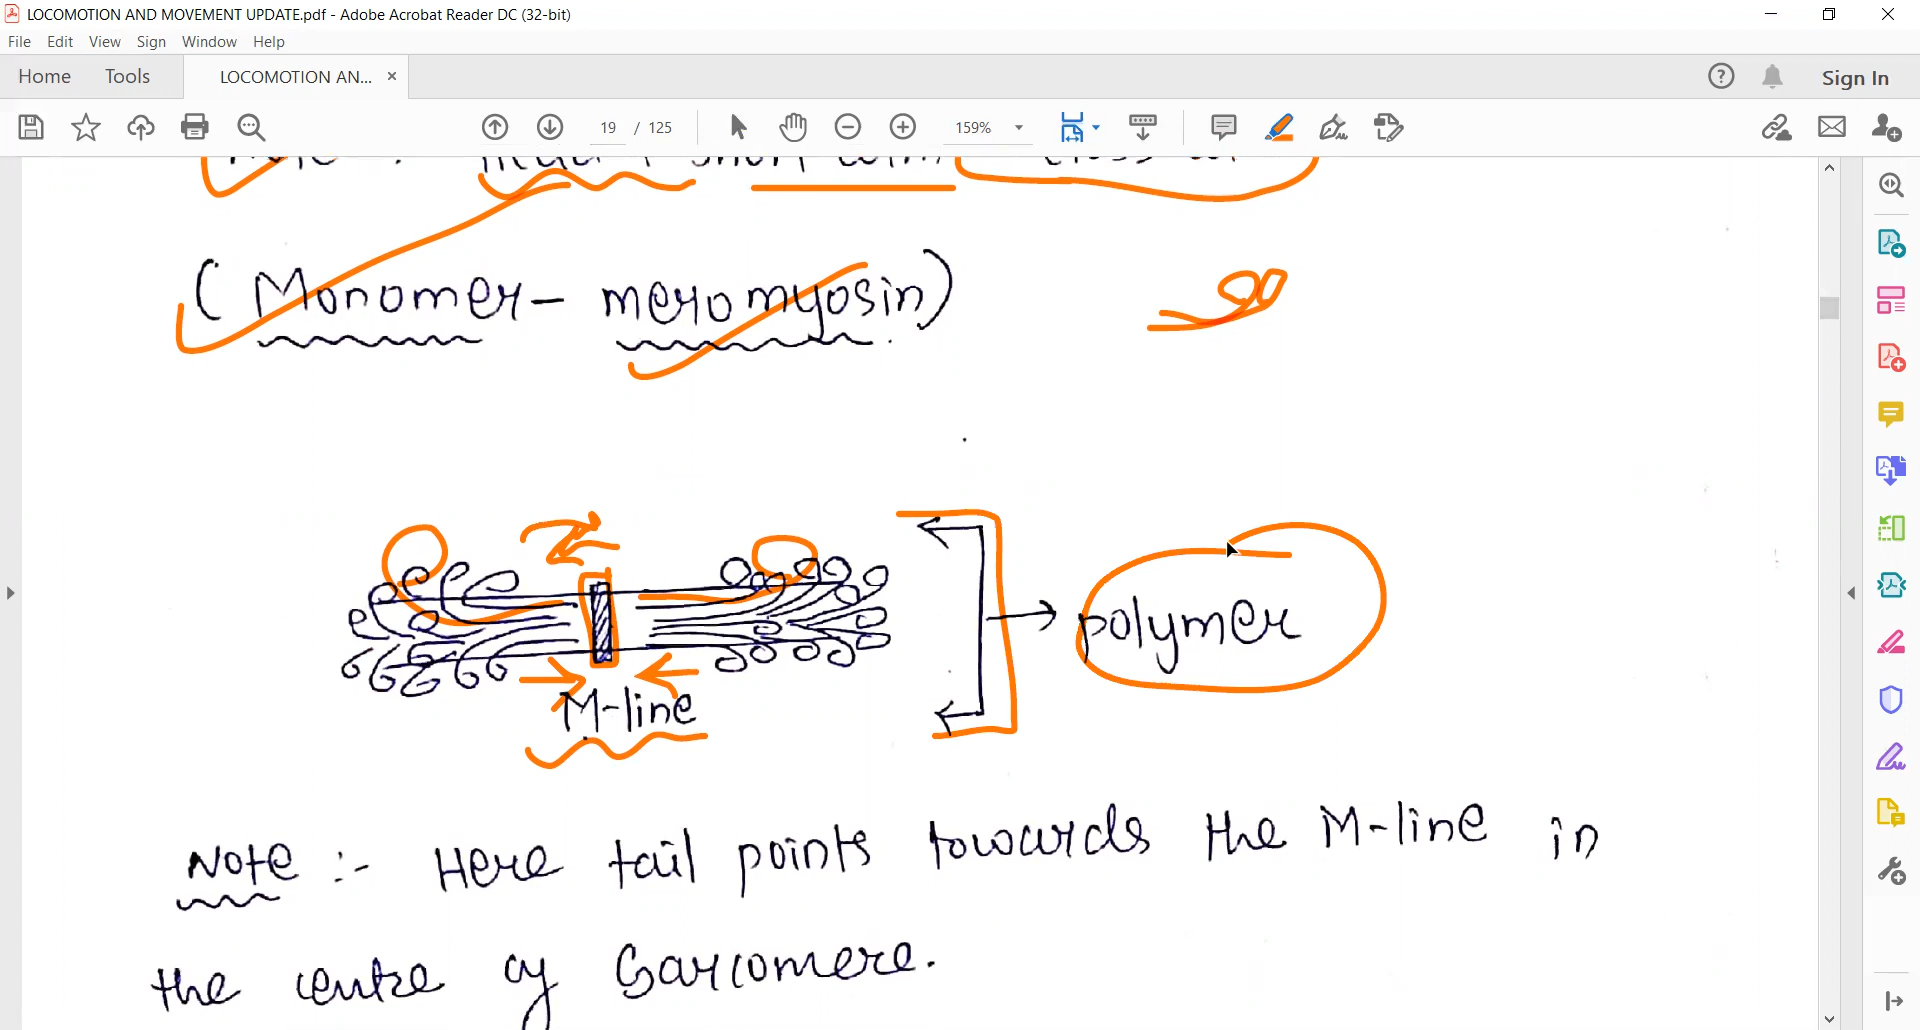 LOCOMOTION AND MOVEMENT UPDATE.pdf - Adobe Acrobat Reader DC (32-bit)
File Edit View Sign Window Help
Home Tools LOCOMOTION AN... × Sign In
19 / 125 159%
(Monomer - meromyosin)
polymer
M-line
Note :- Here tail points towards the M-line in
the centre of Sarcomere.